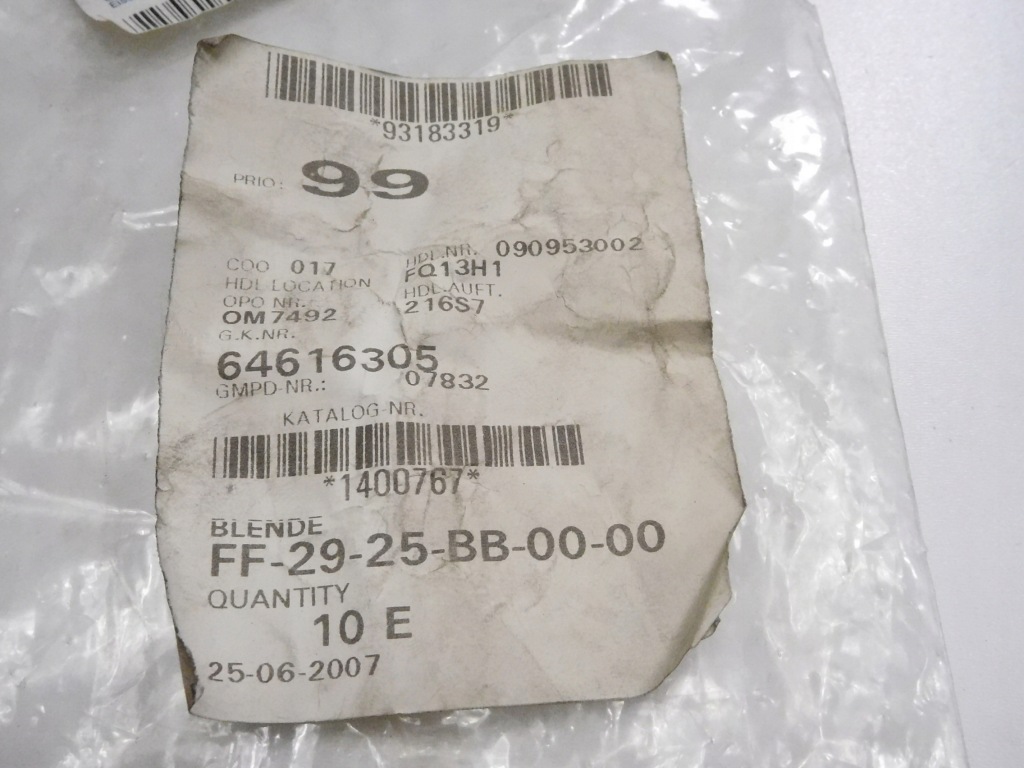 *93183319*
PRIO: 99
COO 017 HDL.NR. 090953002
HDL-LOCATION FQ13H1
OPO NR. HDL-AUFT.
OM7492 216S7
G.K.NR.
64616305
GMPD-NR.: 07832
KATALOG-NR.
*1400767*
BLENDE
FF-29-25-BB-00-00
QUANTITY
10 E
25-06-2007